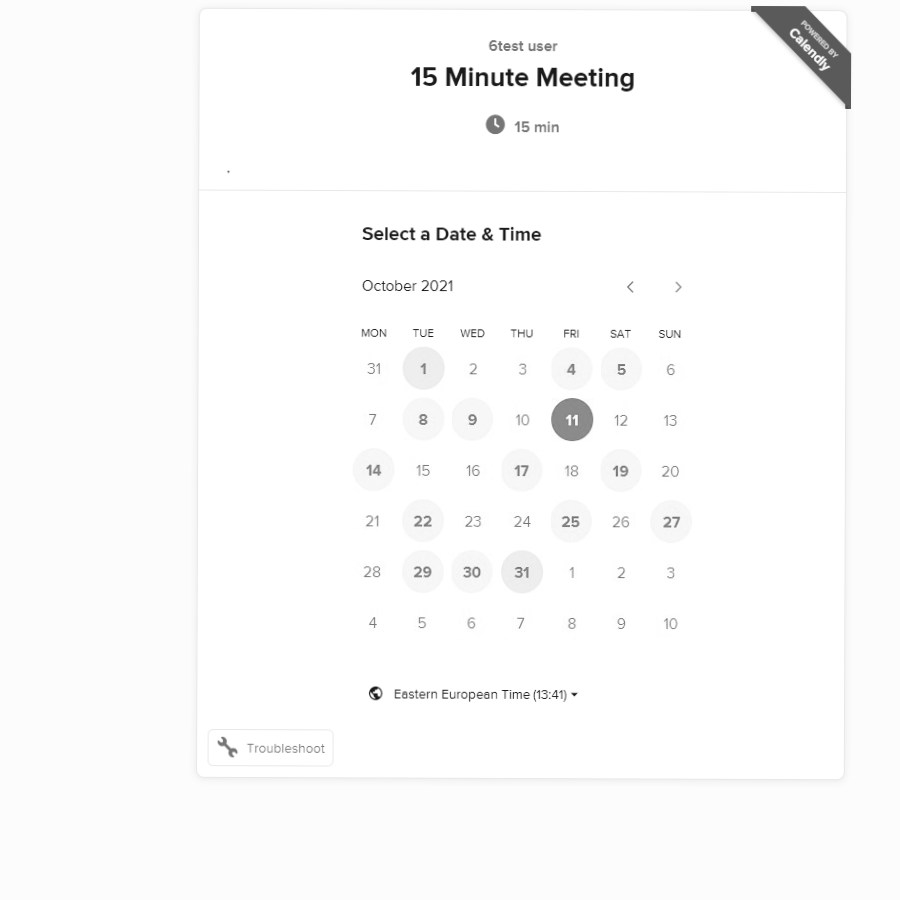 POWERED BY
Calendly
6test user
15 Minute Meeting
15 min
.
Select a Date & Time
October 2021
MON TUE WED THU FRI SAT SUN
31 1 2 3 4 5 6
7 8 9 10 11 12 13
14 15 16 17 18 19 20
21 22 23 24 25 26 27
28 29 30 31 1 2 3
4 5 6 7 8 9 10
Eastern European Time (13:41)
Troubleshoot